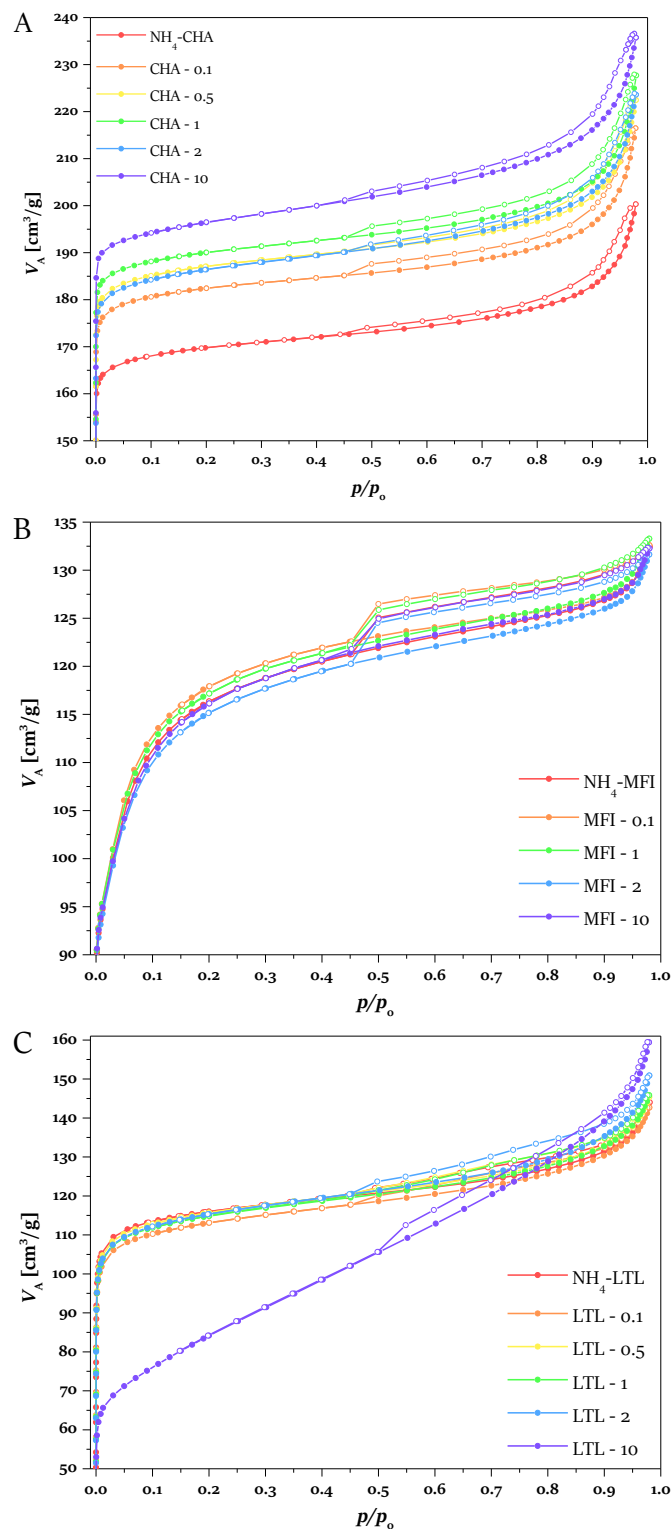 A
V_A [cm³/g]
240
230
220
210
200
190
180
170
160
150
NH₄-CHA
CHA - 0.1
CHA - 0.5
CHA - 1
CHA - 2
CHA - 10
0.0 0.1 0.2 0.3 0.4 0.5 0.6 0.7 0.8 0.9 1.0
p/p₀
B
V_A [cm³/g]
135
130
125
120
115
110
105
100
95
90
NH₄-MFI
MFI - 0.1
MFI - 1
MFI - 2
MFI - 10
0.0 0.1 0.2 0.3 0.4 0.5 0.6 0.7 0.8 0.9 1.0
p/p₀
C
V_A [cm³/g]
160
150
140
130
120
110
100
90
80
70
60
50
NH₄-LTL
LTL - 0.1
LTL - 0.5
LTL - 1
LTL - 2
LTL - 10
0.0 0.1 0.2 0.3 0.4 0.5 0.6 0.7 0.8 0.9 1.0
p/p₀